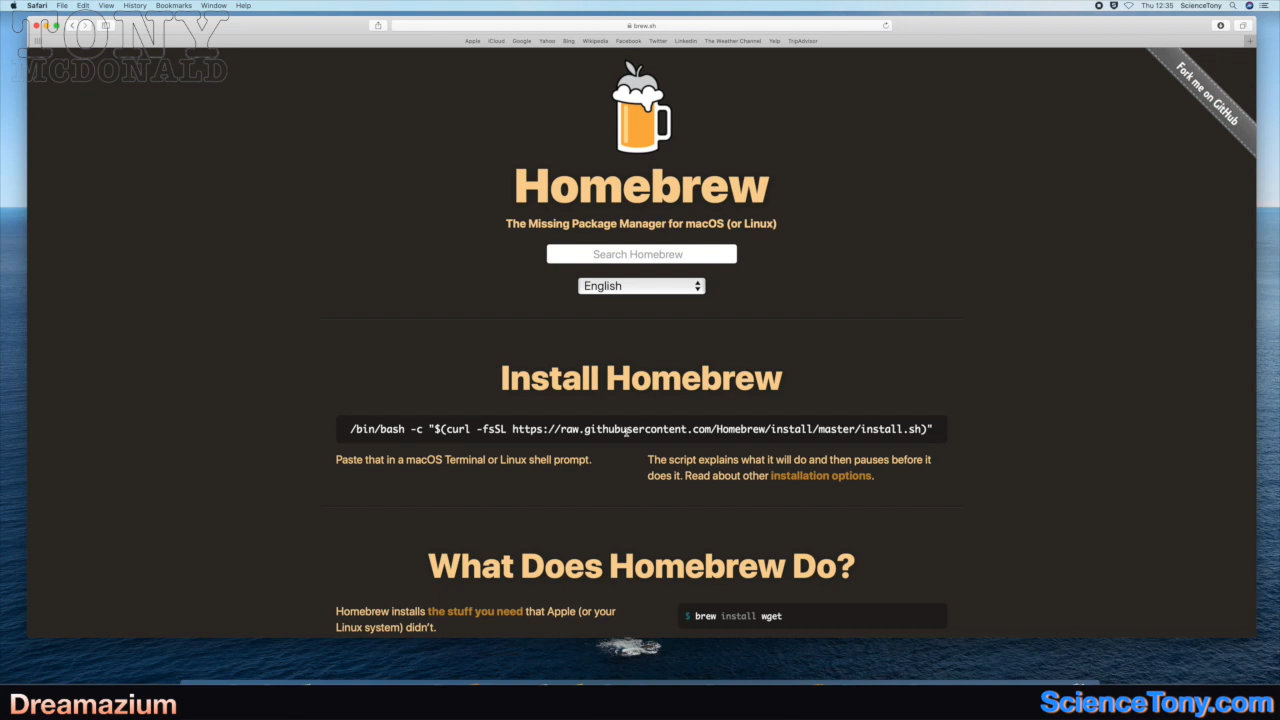 Safari File Edit View History Bookmarks Window Help Thu 12:35 ScienceTony
TONY
MCDONALD
brew.sh
Apple iCloud Google Yahoo Bing Wikipedia Facebook Twitter LinkedIn The Weather Channel Yelp TripAdvisor
Fork me on GitHub
Homebrew
The Missing Package Manager for macOS (or Linux)
Search Homebrew
English
Install Homebrew
/bin/bash -c "$(curl -fsSL https://raw.githubusercontent.com/Homebrew/install/master/install.sh)"
Paste that in a macOS Terminal or Linux shell prompt.
The script explains what it will do and then pauses before it
does it. Read about other installation options.
What Does Homebrew Do?
Homebrew installs the stuff you need that Apple (or your
Linux system) didn’t.
$ brew install wget
Dreamazium
ScienceTony.com